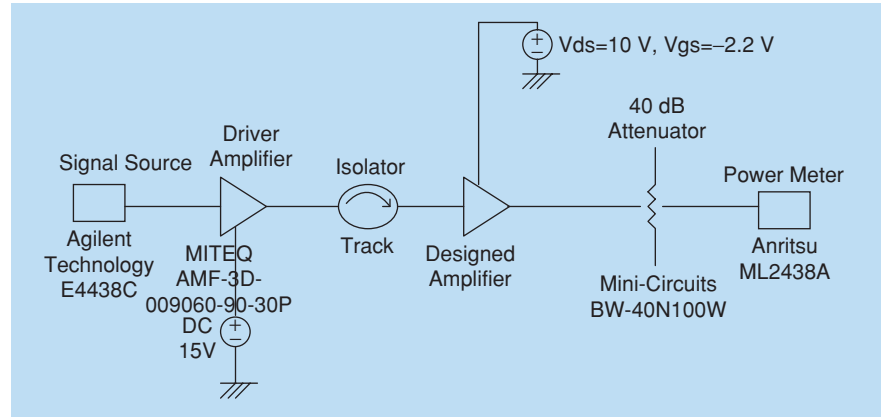 Vds=10 V, Vgs=−2.2 V
40 dB
Attenuator
Driver
Amplifier
Signal Source
Isolator
Power Meter
Agilent
Technology
E4438C
MITEQ
AMF-3D-
009060-90-30P
DC
15V
Track
Designed
Amplifier
Mini-Circuits
BW-40N100W
Anritsu
ML2438A